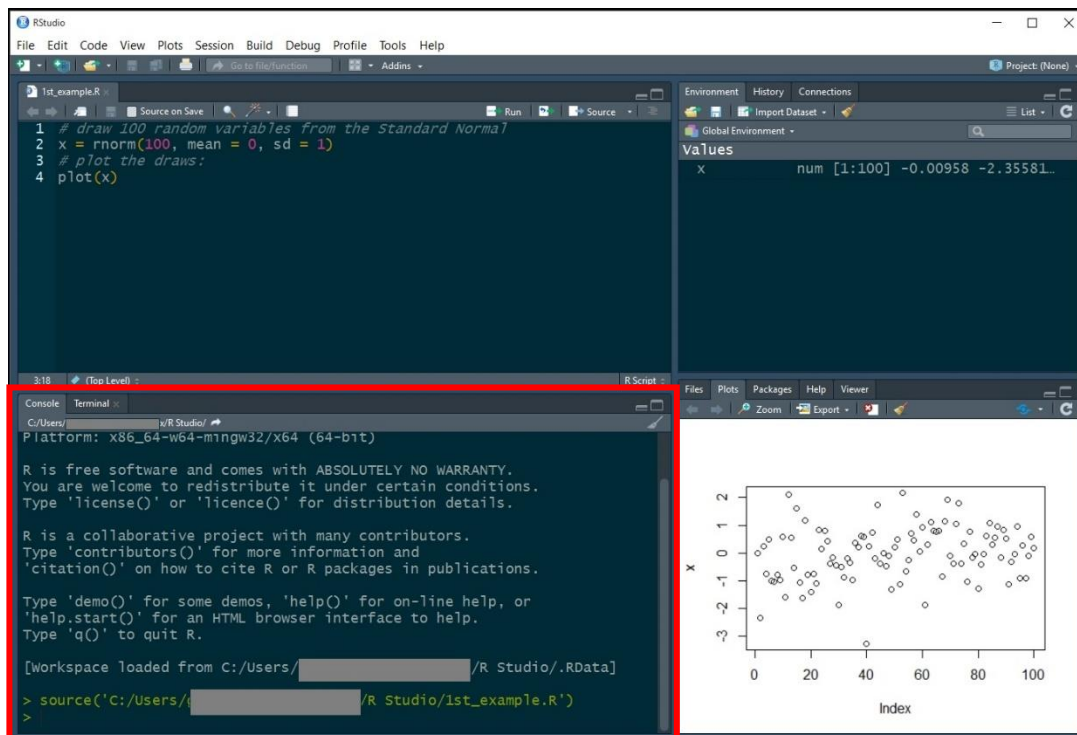 RStudio
File Edit Code View Plots Session Build Debug Profile Tools Help
Go to file/function Addins Project: (None)
1st_example.R
Source on Save Run Source
1 # draw 100 random variables from the Standard Normal
2 x = rnorm(100, mean = 0, sd = 1)
3 # plot the draws:
4 plot(x)
3:18 (Top Level) R Script
Environment History Connections
Import Dataset List
Global Environment
Values
x num [1:100] -0.00958 -2.35581…
Console Terminal
C:/Users/ x/R Studio/
Platform: x86_64-w64-mingw32/x64 (64-bit)
R is free software and comes with ABSOLUTELY NO WARRANTY.
You are welcome to redistribute it under certain conditions.
Type 'license()' or 'licence()' for distribution details.
R is a collaborative project with many contributors.
Type 'contributors()' for more information and
'citation()' on how to cite R or R packages in publications.
Type 'demo()' for some demos, 'help()' for on-line help, or
'help.start()' for an HTML browser interface to help.
Type 'q()' to quit R.
[Workspace loaded from C:/Users/ /R Studio/.RData]
> source('C:/Users/ /R Studio/1st_example.R')
>
Files Plots Packages Help Viewer
Zoom Export
x
2
1
0
-1
-2
-3
0 20 40 60 80 100
Index